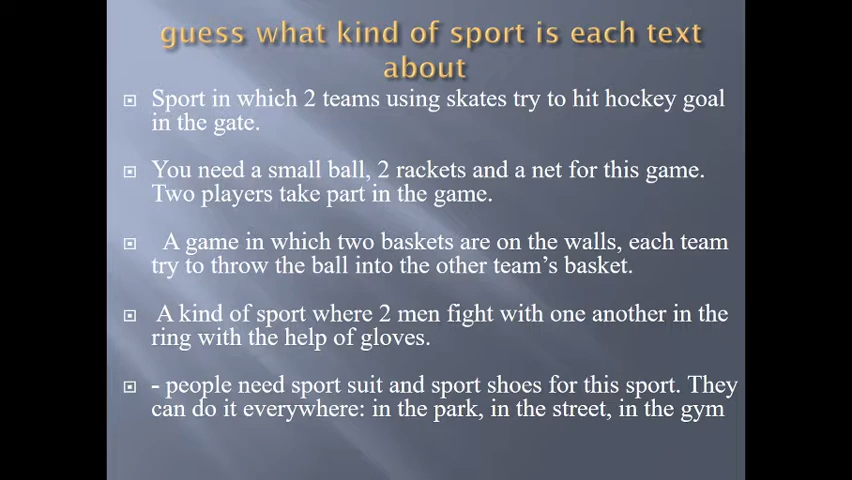 guess what kind of sport is each text
about
Sport in which 2 teams using skates try to hit hockey goal
in the gate.
You need a small ball, 2 rackets and a net for this game.
Two players take part in the game.
A game in which two baskets are on the walls, each team
try to throw the ball into the other team's basket.
A kind of sport where 2 men fight with one another in the
ring with the help of gloves.
- people need sport suit and sport shoes for this sport. They
can do it everywhere: in the park, in the street, in the gym